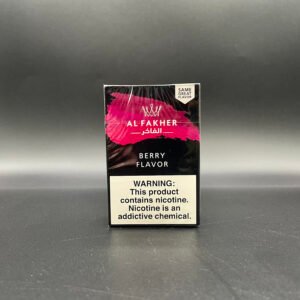 SAME
GREAT
FLAVOR
AL FAKHER
الفاخر
BERRY
FLAVOR
WARNING:
This product
contains nicotine.
Nicotine is an
addictive chemical.